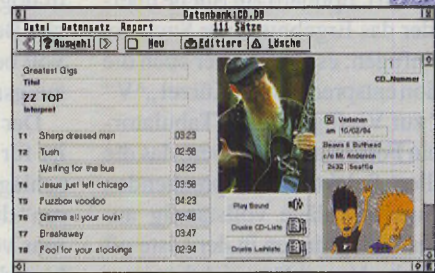 Datenbank:CD.DB
Datei Datensatz Report 111 Sätze
?Auswahl Neu Editiere Lösche
Greatest Gigs
Titel
ZZ TOP
Interpret
1
CD_Nummer
Verliehen
am 10/02/94
Beavis & Butthead
c/o Mr. Anderson
2432
T1 Sharp dressed man 03:23
T2 Tush 02:58
T3 Waiting for the bus 04:25
T4 Jesus just left chicago 03:58
T5 Fuzzbox voodoo 04:23
T6 Gimme all your lovin' 02:48
T7 Breakaway 03:47
T8 Fool for your stockings 02:34
Play Sound
Drucke CD-Liste
Drucke Leihliste